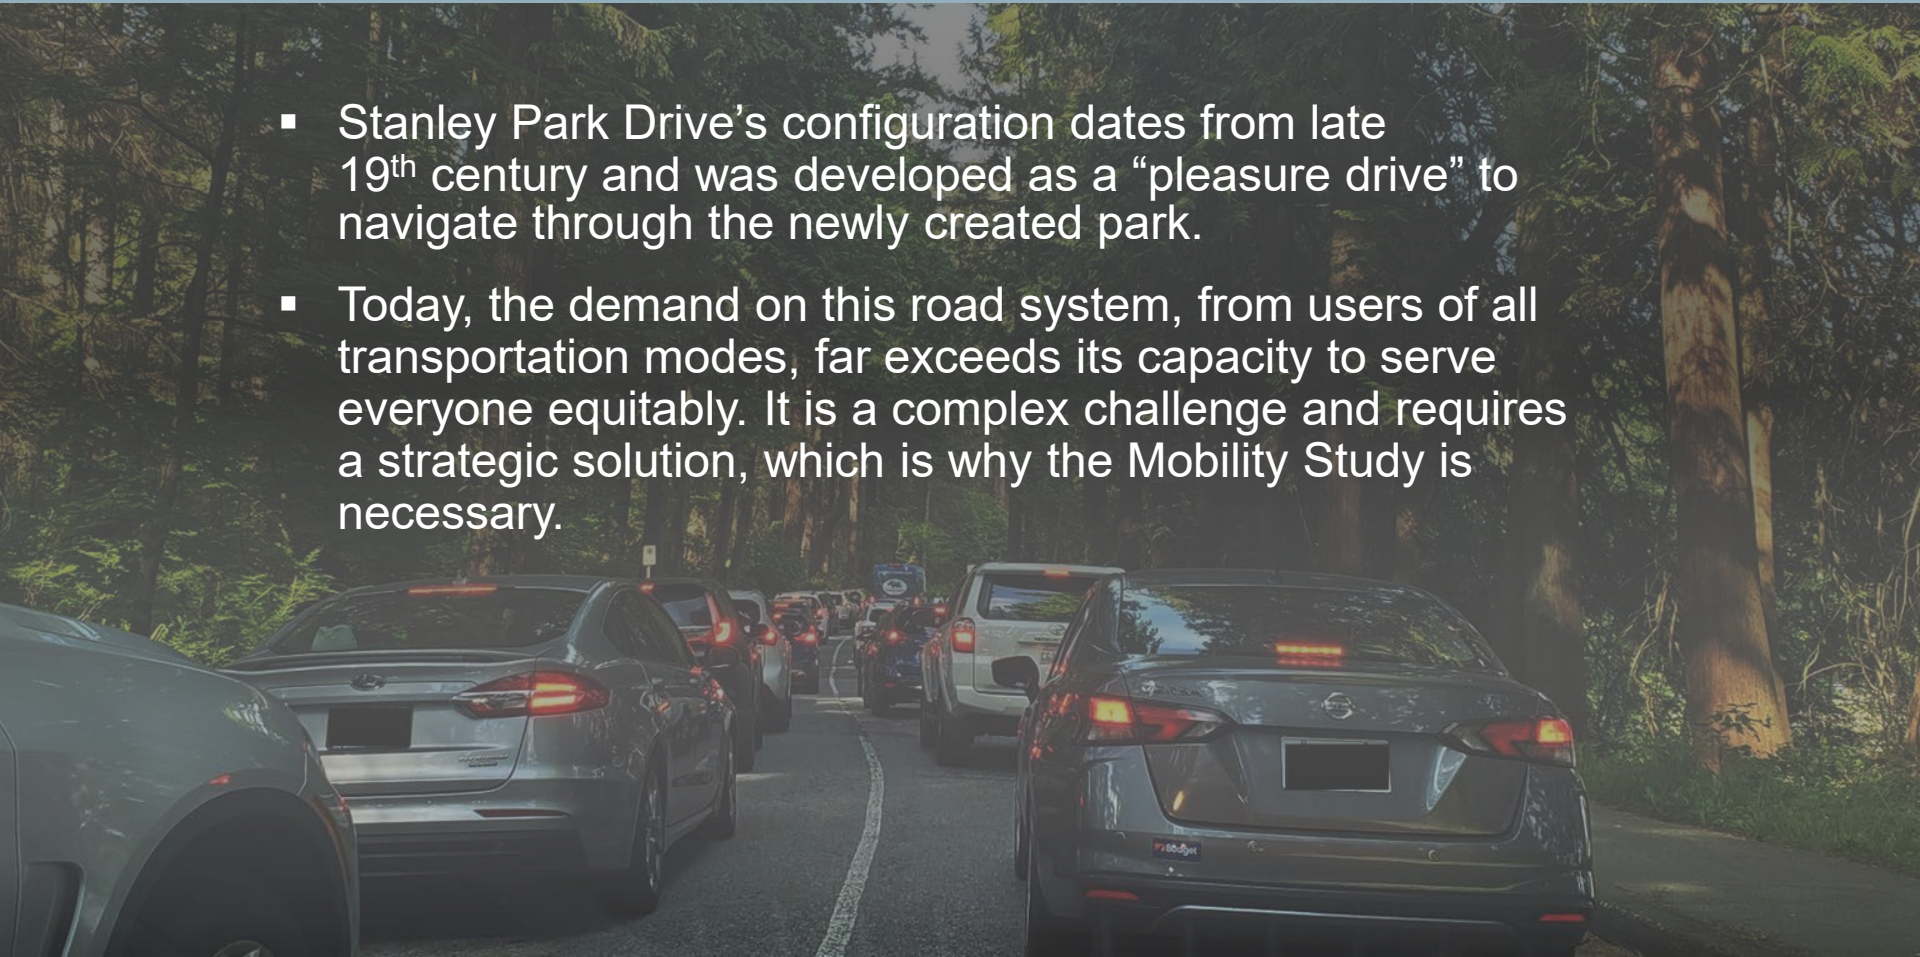 ▪ Stanley Park Drive’s configuration dates from late
19th century and was developed as a “pleasure drive” to
navigate through the newly created park.
▪ Today, the demand on this road system, from users of all
transportation modes, far exceeds its capacity to serve
everyone equitably. It is a complex challenge and requires
a strategic solution, which is why the Mobility Study is
necessary.
Budget